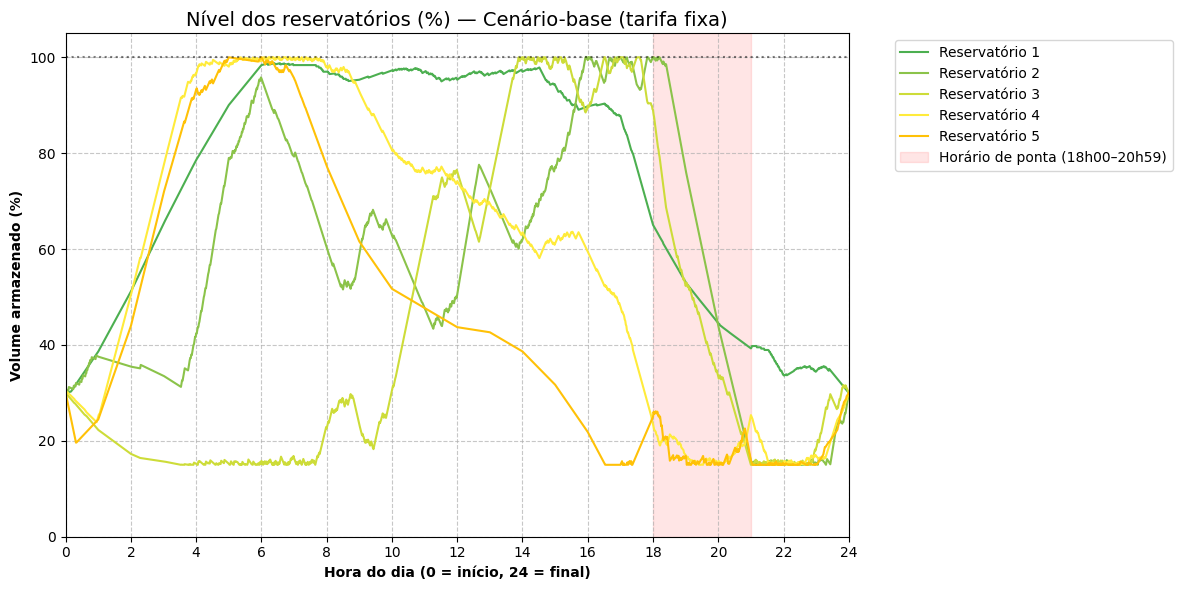 Nível dos reservatórios (%) — Cenário-base (tarifa fixa)
Volume armazenado (%)
100
80
60
40
20
0
0 2 4 6 8 10 12 14 16 18 20 22 24
Hora do dia (0 = início, 24 = final)
Reservatório 1
Reservatório 2
Reservatório 3
Reservatório 4
Reservatório 5
Horário de ponta (18h00–20h59)